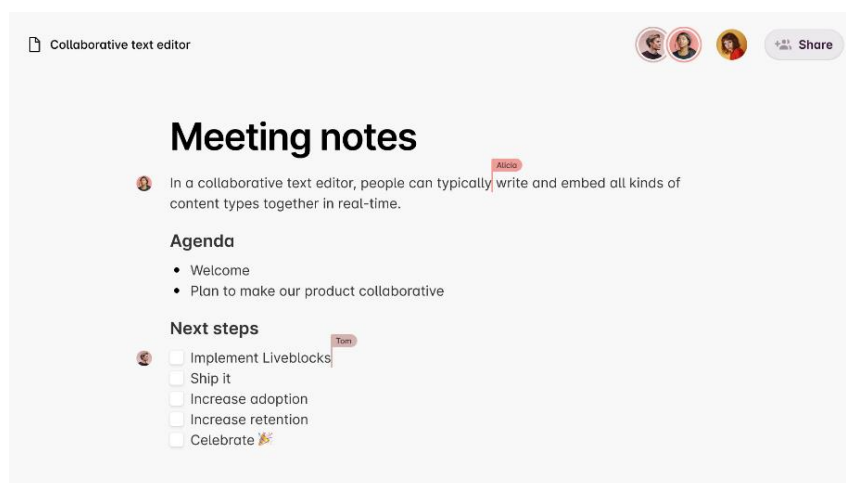 Collaborative text editor
Share
Meeting notes
Alicia
In a collaborative text editor, people can typically write and embed all kinds of
content types together in real-time.
Agenda
• Welcome
• Plan to make our product collaborative
Next steps
Tom
Implement Liveblocks
Ship it
Increase adoption
Increase retention
Celebrate 🎉